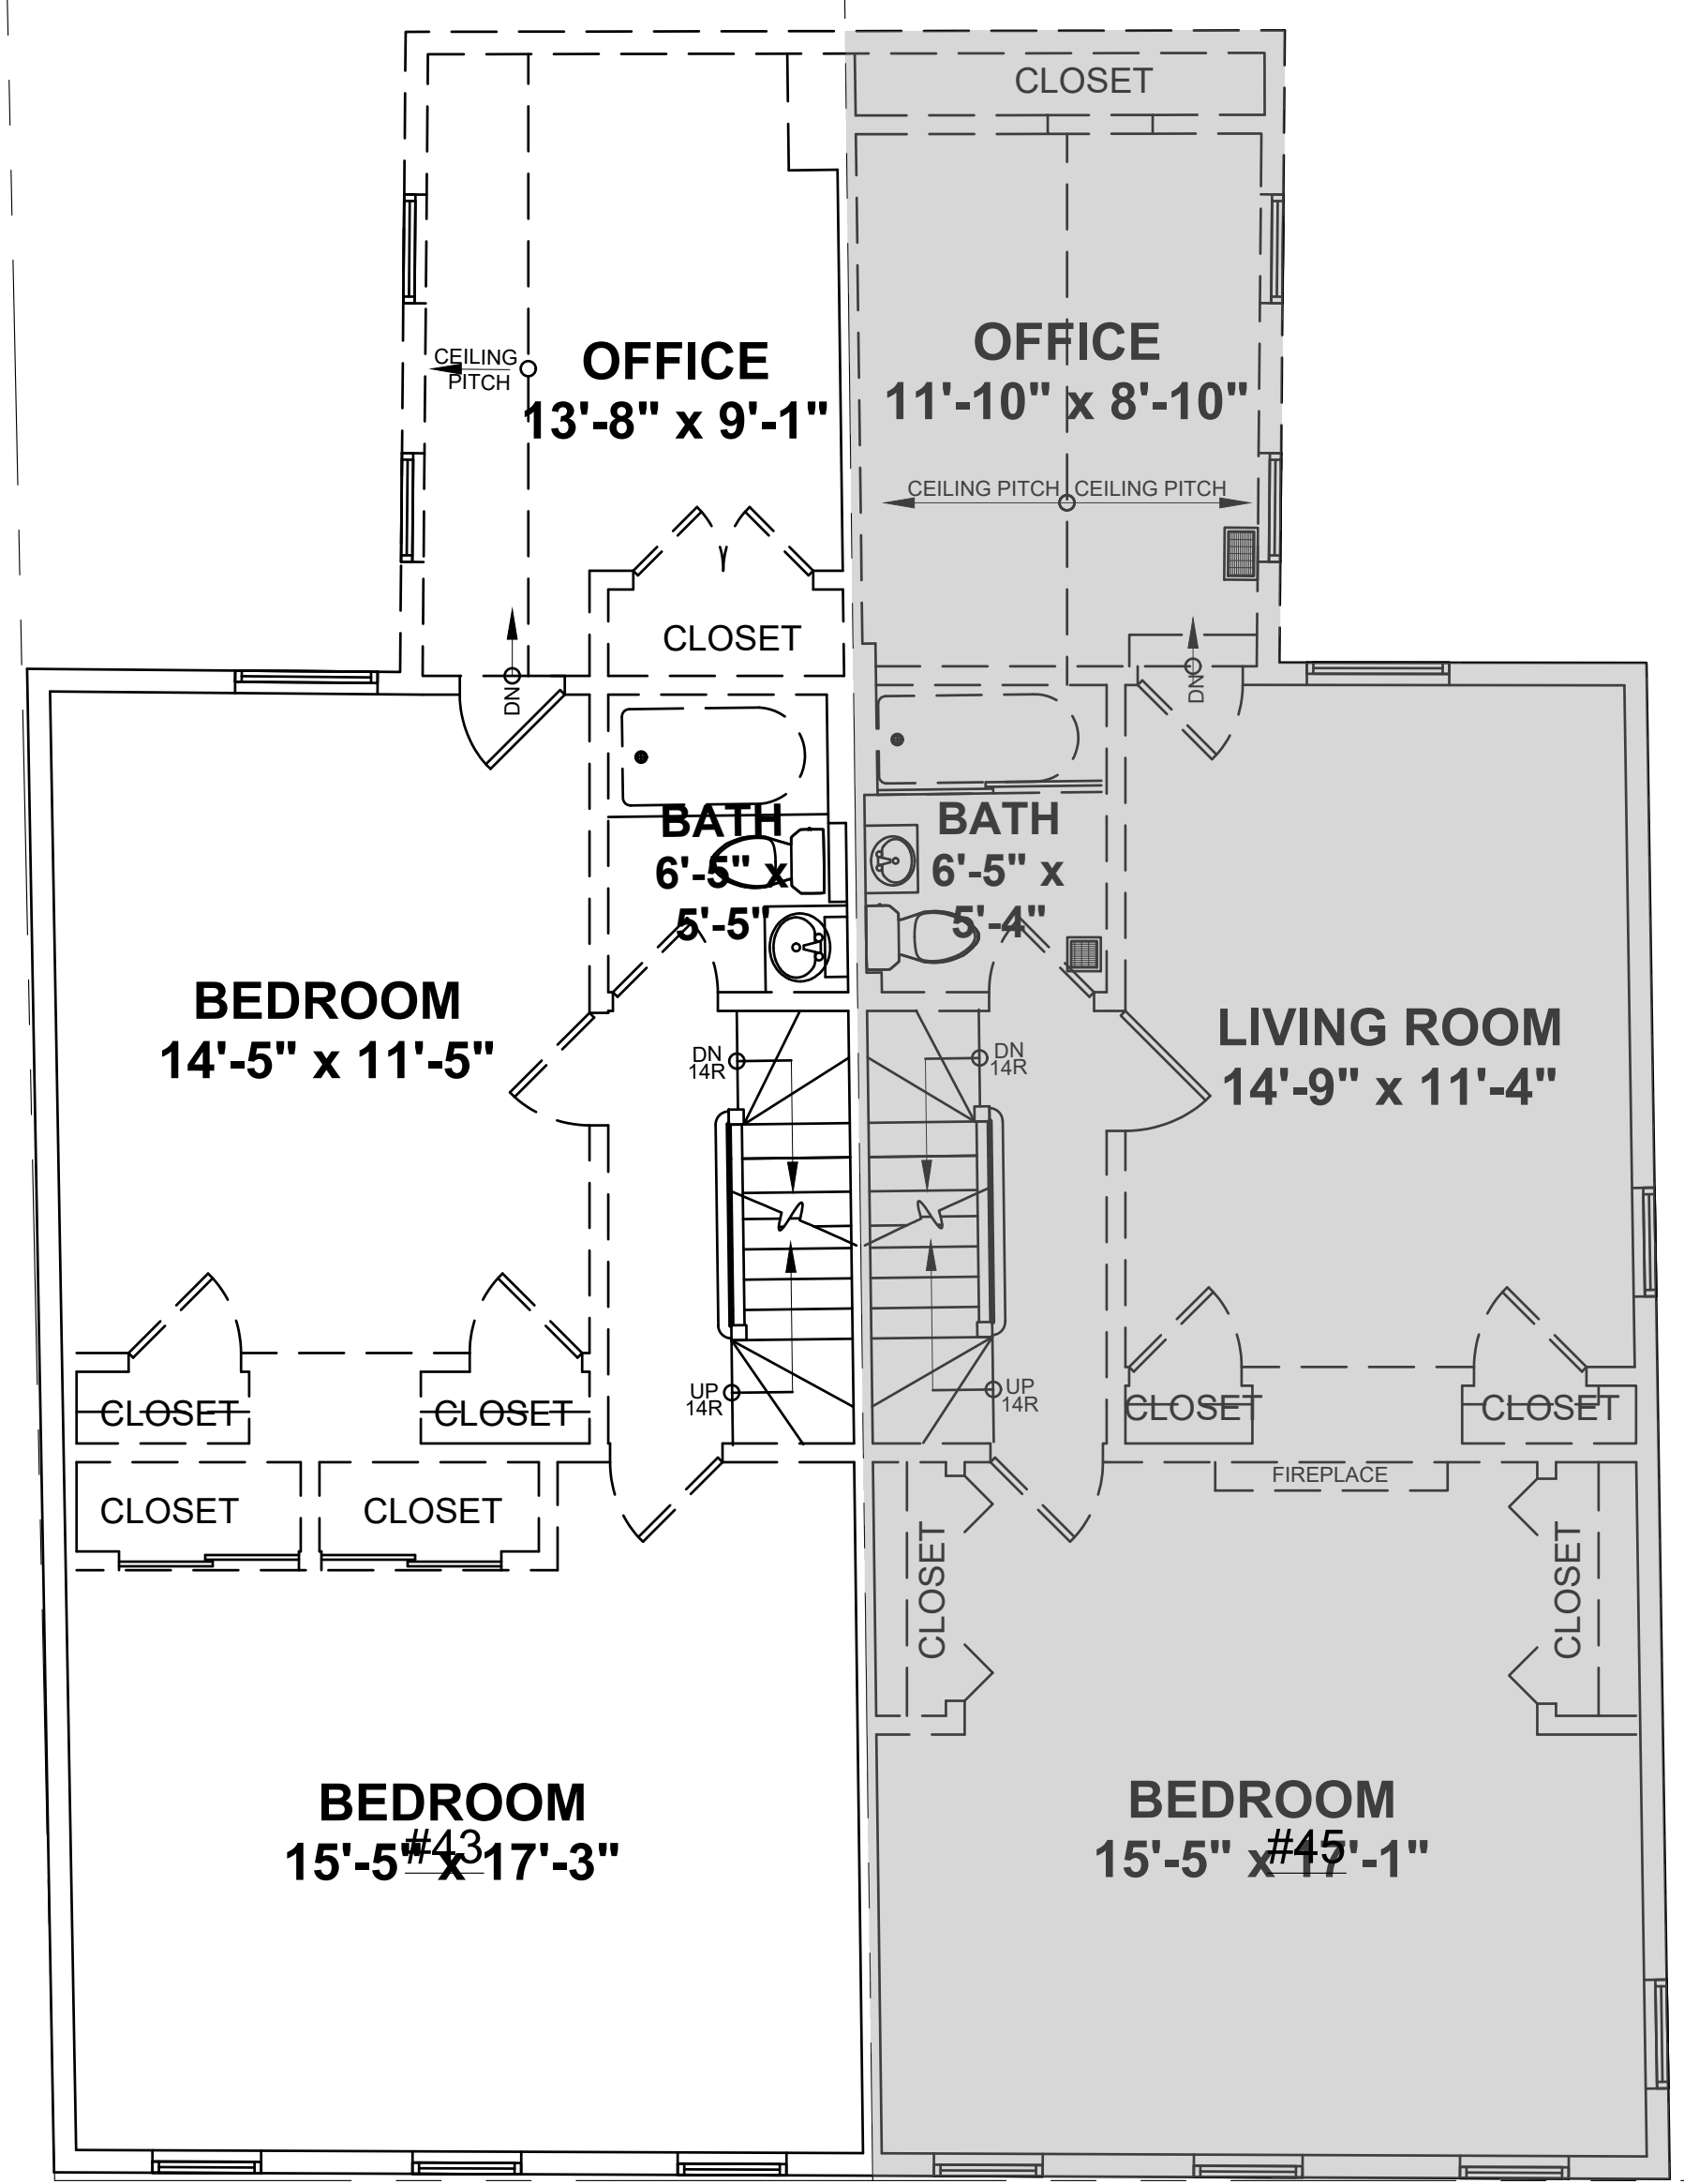 CLOSET
OFFICE
13'-8" x 9'-1"
CEILING
PITCH
OFFICE
11'-10" x 8'-10"
CEILING PITCH
CEILING PITCH
CLOSET
DN
DN
BATH
6'-5" x
5'-5"
BATH
6'-5" x
5'-4"
BEDROOM
14'-5" x 11'-5"
DN
14R
DN
14R
LIVING ROOM
14'-9" x 11'-4"
UP
14R
UP
14R
CLOSET
CLOSET
CLOSET
CLOSET
FIREPLACE
CLOSET
CLOSET
CLOSET
CLOSET
BEDROOM
15'-5" x 17'-3"
#43
BEDROOM
15'-5" x 17'-1"
#45